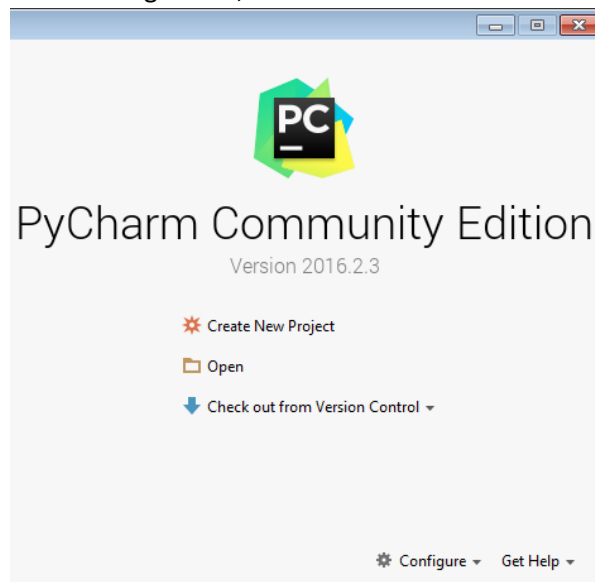 PC
PyCharm Community Edition
Version 2016.2.3
Create New Project
Open
Check out from Version Control
Configure Get Help